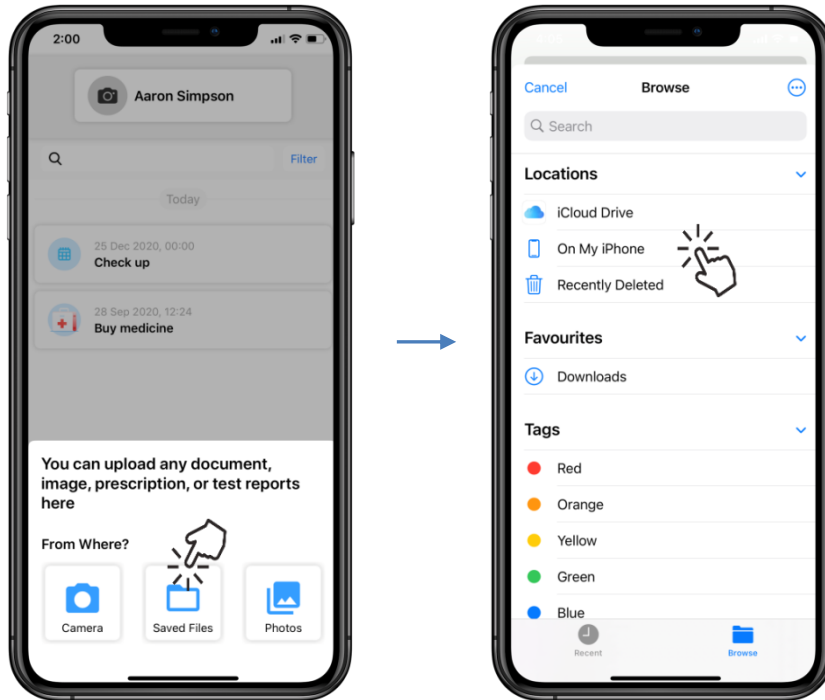 2:00
Aaron Simpson
Filter
Today
25 Dec 2020, 00:00
Check up
28 Sep 2020, 12:24
Buy medicine
You can upload any document,
image, prescription, or test reports
here
From Where?
Camera
Saved Files
Photos
Cancel
Browse
Search
Locations
iCloud Drive
On My iPhone
Recently Deleted
Favourites
Downloads
Tags
Red
Orange
Yellow
Green
Blue
Recent
Browse